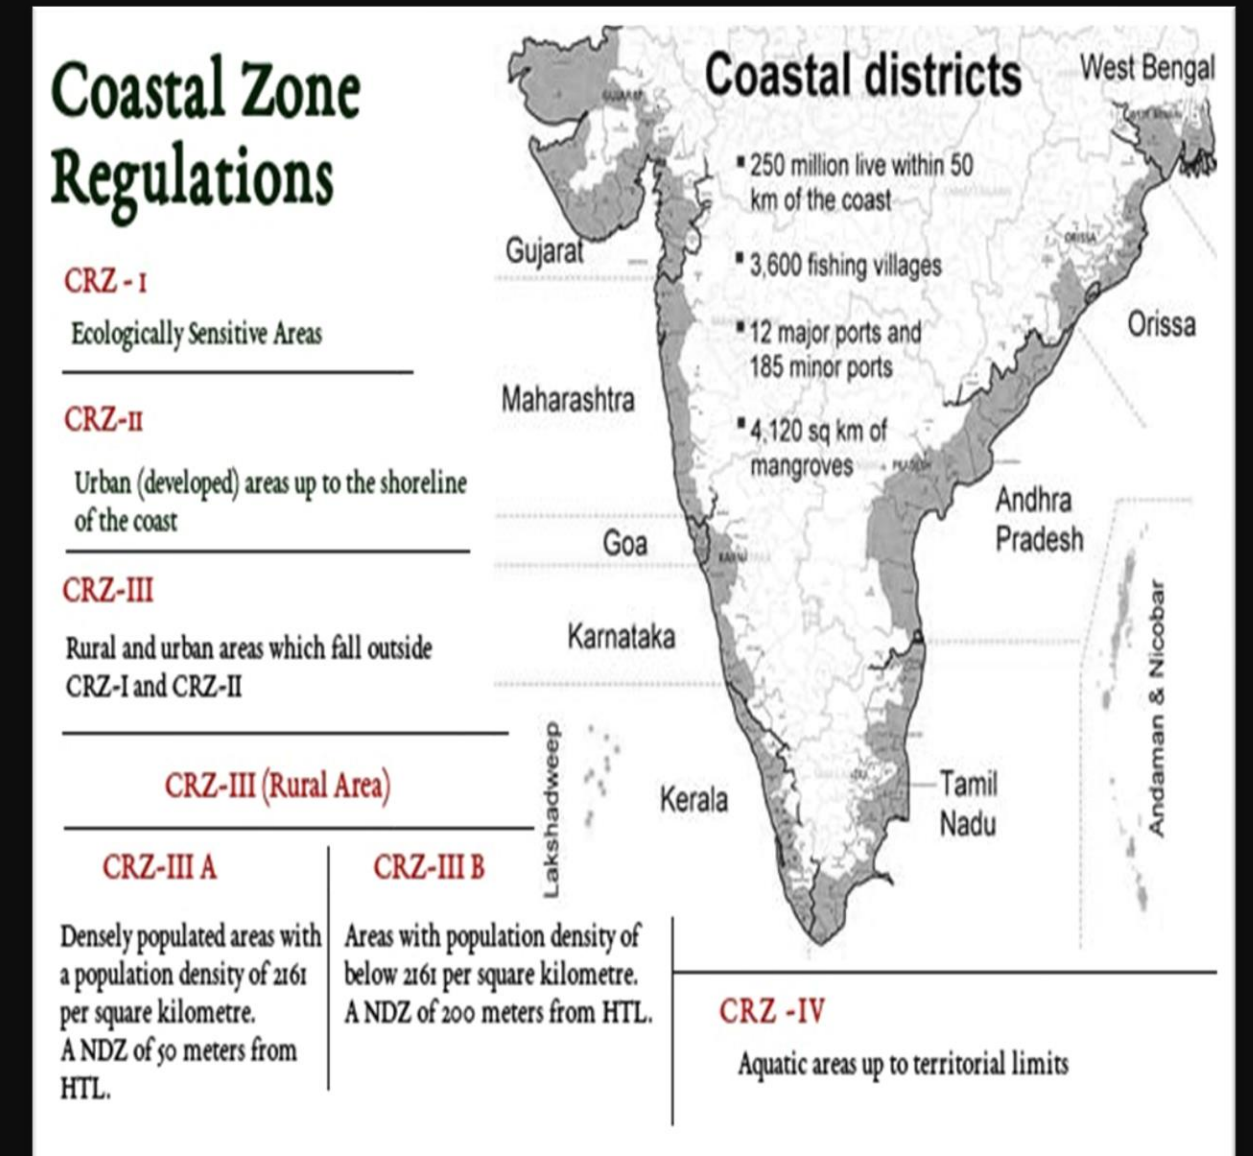 Coastal Zone
Regulations
CRZ - I
Ecologically Sensitive Areas
CRZ-II
Urban (developed) areas up to the shoreline
of the coast
CRZ-III
Rural and urban areas which fall outside
CRZ-I and CRZ-II
CRZ-III (Rural Area)
CRZ-III A
Densely populated areas with
a population density of 2161
per square kilometre.
A NDZ of 50 meters from
HTL.
CRZ-III B
Areas with population density of
below 2161 per square kilometre.
A NDZ of 200 meters from HTL.
CRZ -IV
Aquatic areas up to territorial limits
Coastal districts
▪ 250 million live within 50
km of the coast
▪ 3,600 fishing villages
▪ 12 major ports and
185 minor ports
▪ 4,120 sq km of
mangroves
West Bengal
GUJARAT
Gujarat
ORISSA
Orissa
Maharashtra
Andhra
Pradesh
Goa
Karnataka
Lakshadweep
Kerala
Tamil
Nadu
Andaman & Nicobar